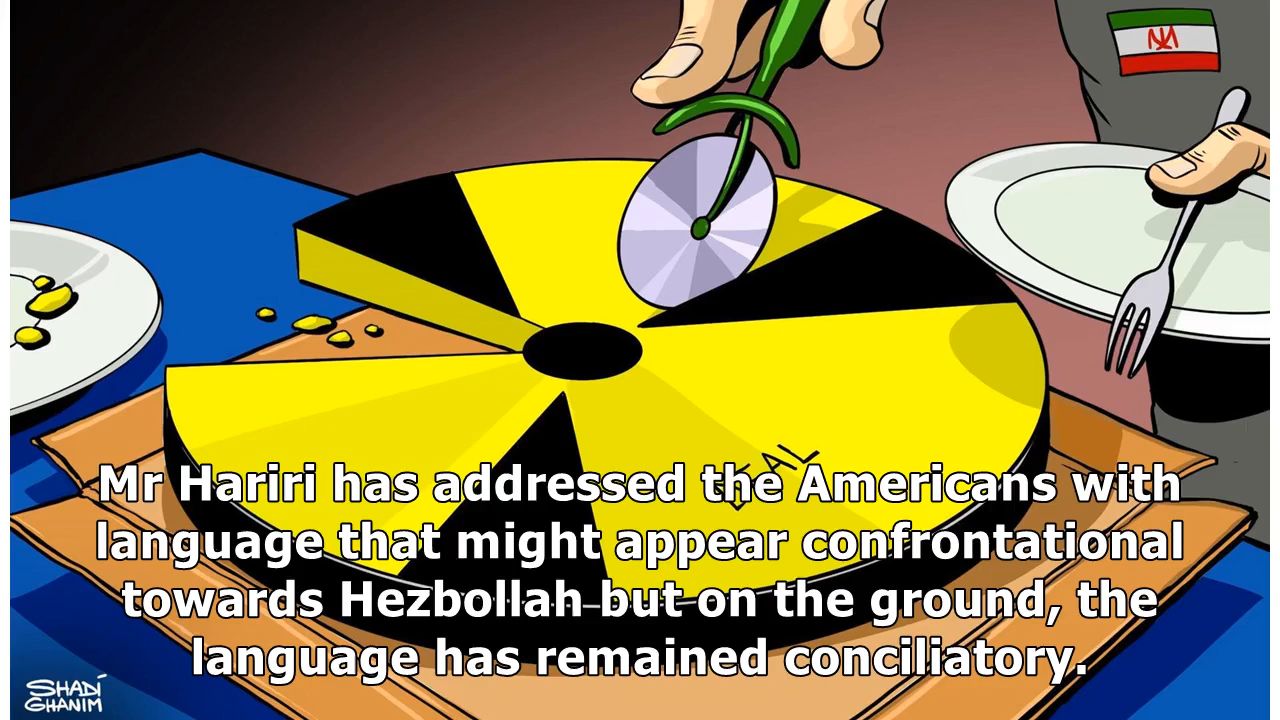 Mr Hariri has addressed the Americans with
language that might appear confrontational
towards Hezbollah but on the ground, the
language has remained conciliatory.
SHADI
GHANIM